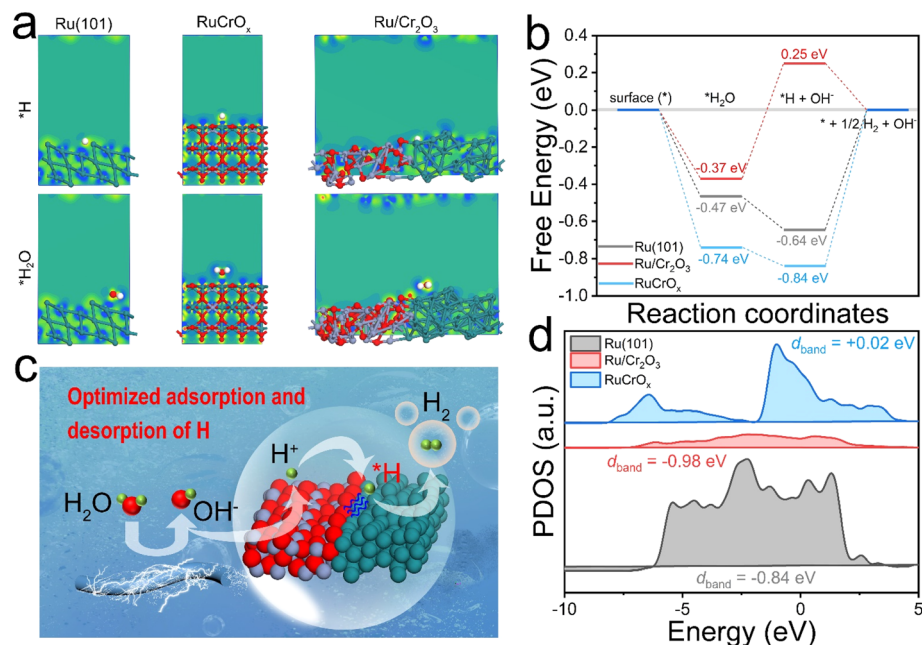 a
Ru(101)
RuCrOₓ
Ru/Cr₂O₃
*H
*H₂O
b
Free Energy (eV)
0.4
0.2
0.0
-0.2
-0.4
-0.6
-0.8
-1.0
0.25 eV
surface (*)
*H₂O
*H + OH⁻
* + 1/2 H₂ + OH⁻
-0.37 eV
-0.47 eV
-0.64 eV
-0.74 eV
-0.84 eV
Ru(101)
Ru/Cr₂O₃
RuCrOₓ
Reaction coordinates
c
Optimized adsorption and
desorption of H
H₂O
OH⁻
H⁺
*H
H₂
d
PDOS (a.u.)
Ru(101)
Ru/Cr₂O₃
RuCrOₓ
d_band = +0.02 eV
d_band = -0.98 eV
d_band = -0.84 eV
-10
-5
0
5
Energy (eV)